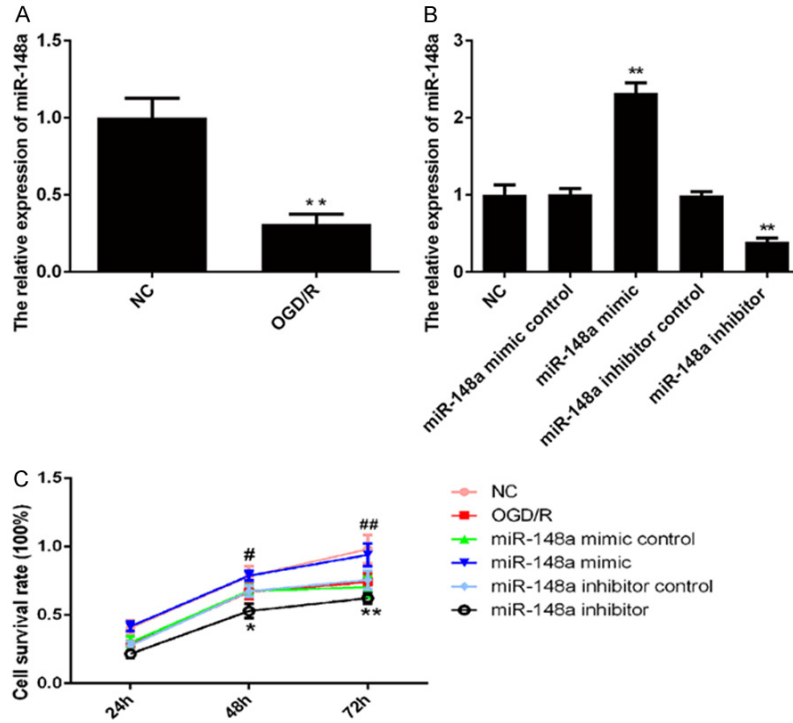 A
The relative expression of miR-148a
1.5
1.0
0.5
0.0
**
NC
OGD/R
B
The relative expression of miR-148a
3
2
1
0
**
**
NC
miR-148a mimic control
miR-148a mimic
miR-148a inhibitor control
miR-148a inhibitor
C
Cell survival rate (100%)
1.5
1.0
0.5
0.0
#
##
*
**
24h
48h
72h
NC
OGD/R
miR-148a mimic control
miR-148a mimic
miR-148a inhibitor control
miR-148a inhibitor